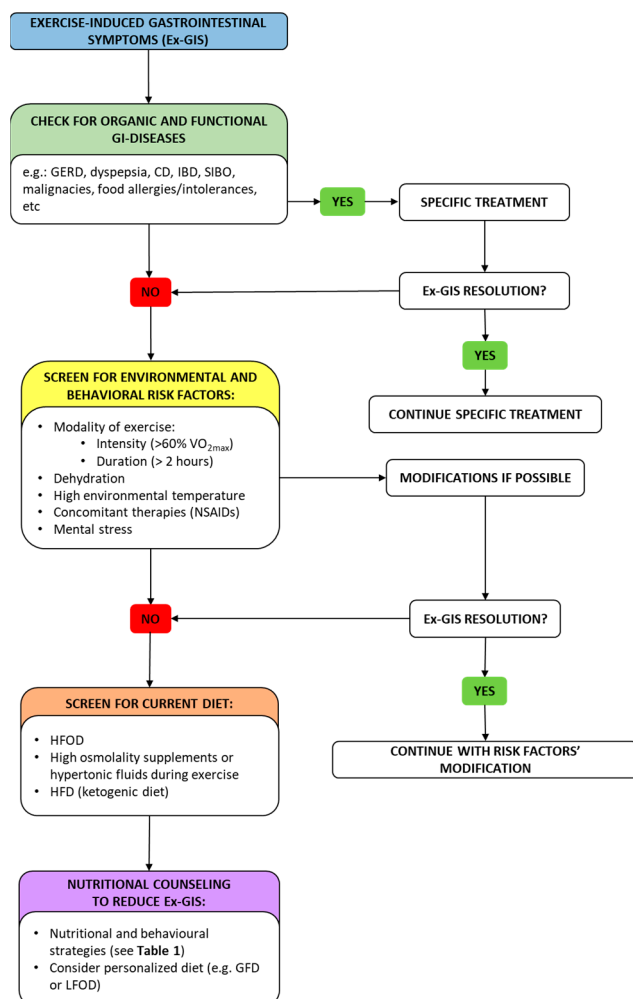 EXERCISE-INDUCED GASTROINTESTINAL
SYMPTOMS (Ex-GIS)
CHECK FOR ORGANIC AND FUNCTIONAL
GI-DISEASES
e.g.: GERD, dyspepsia, CD, IBD, SIBO,
malignacies, food allergies/intolerances,
etc
YES
SPECIFIC TREATMENT
NO
Ex-GIS RESOLUTION?
YES
CONTINUE SPECIFIC TREATMENT
SCREEN FOR ENVIRONMENTAL AND
BEHAVIORAL RISK FACTORS:
• Modality of exercise:
• Intensity (>60% VO2max)
• Duration (> 2 hours)
• Dehydration
• High environmental temperature
• Concomitant therapies (NSAIDs)
• Mental stress
MODIFICATIONS IF POSSIBLE
NO
Ex-GIS RESOLUTION?
YES
CONTINUE WITH RISK FACTORS’
MODIFICATION
SCREEN FOR CURRENT DIET:
• HFOD
• High osmolality supplements or
hypertonic fluids during exercise
• HFD (ketogenic diet)
NUTRITIONAL COUNSELING
TO REDUCE Ex-GIS:
• Nutritional and behavioural
strategies (see Table 1)
• Consider personalized diet (e.g. GFD
or LFOD)